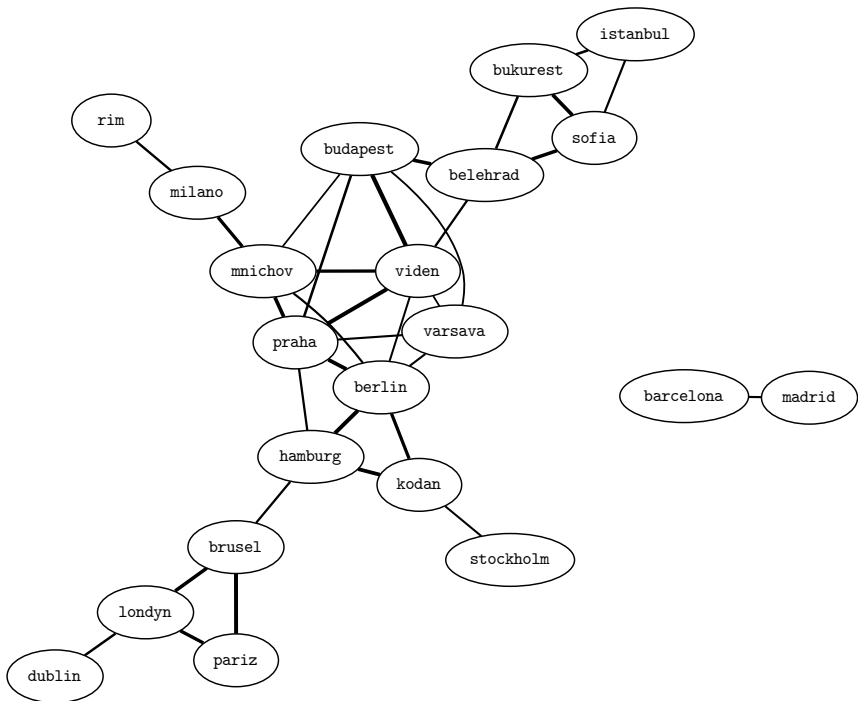 istanbul
bukurest
rim
sofia
budapest
belehrad
milano
mnichov
viden
varsava
praha
berlin
barcelona
madrid
hamburg
kodan
brusel
stockholm
londyn
pariz
dublin